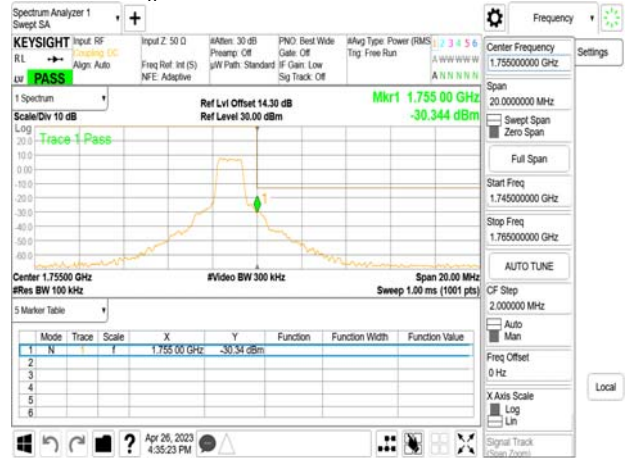 Spectrum Analyzer 1
Swept SA
+
Frequency
KEYSIGHT
RL
LW PASS
Input: RF
Coupling: DC
Align: Auto
Input Z: 50 Ω
Freq Ref: Int (S)
NFE: Adaptive
#Atten: 30 dB
Preamp: Off
µW Path: Standard
PNO: Best Wide
Gate: Off
IF Gain: Low
Sig Track: Off
#Avg Type: Power (RMS
Trig: Free Run
1 2 3 4 5 6
A W W W W W
A N N N N N
1 Spectrum
Scale/Div 10 dB
Ref Lvl Offset 14.30 dB
Ref Level 30.00 dBm
Mkr1 1.755 00 GHz
-30.344 dBm
Log
Trace 1 Pass
20.0
10.0
0.00
-10.0
-20.0
-30.0
-40.0
-50.0
-60.0
1
Center 1.75500 GHz
#Res BW 100 kHz
#Video BW 300 kHz
Span 20.00 MHz
Sweep 1.00 ms (1001 pts)
5 Marker Table
Mode Trace Scale X Y Function Function Width Function Value
1 N 1 f 1.755 00 GHz -30.34 dBm
2
3
4
5
6
Apr 26, 2023
4:35:23 PM
Center Frequency
1.755000000 GHz
Settings
Span
20.0000000 MHz
Swept Span
Zero Span
Full Span
Start Freq
1.745000000 GHz
Stop Freq
1.765000000 GHz
AUTO TUNE
CF Step
2.000000 MHz
Auto
Man
Freq Offset
0 Hz
X Axis Scale
Log
Lin
Local
Signal Track
(Span Zoom)